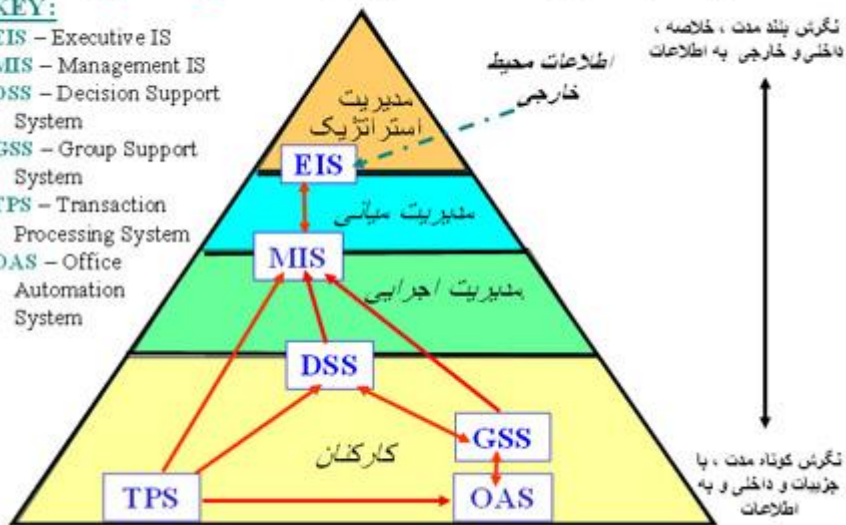 KEY:
EIS – Executive IS
MIS – Management IS
DSS – Decision Support
System
GSS – Group Support
System
TPS – Transaction
Processing System
OAS – Office
Automation
System
نگرش بلند مدت ، خلاصه ،
داخلی و خارجی به اطلاعات
اطلاعات محیط
خارجی
مدیریت
استراتژیک
EIS
مدیریت میانی
MIS
مدیریت اجرایی
DSS
GSS
کارکنان
TPS
OAS
نگرش کوتاه مدت ، با
جزییات و داخلی و به
اطلاعات